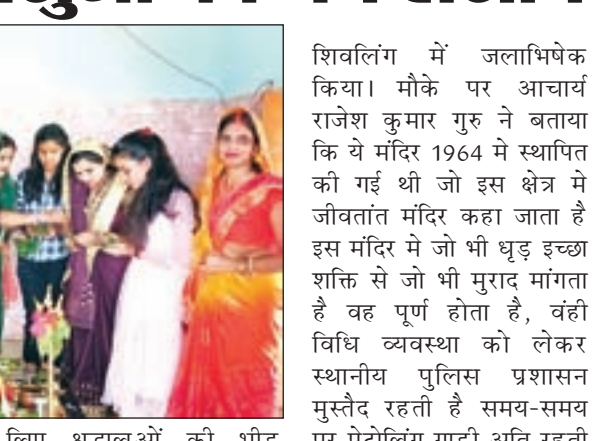 शिवलिंग में जलाभिषेक
किया। मौके पर आचार्य
राजेश कुमार गुरु ने बताया
कि ये मंदिर 1964 मे स्थापित
की गई थी जो इस क्षेत्र मे
जीवतांत मंदिर कहा जाता है
इस मंदिर मे जो भी धृड़ इच्छा
शक्ति से जो भी मुराद मांगता
है वह पूर्ण होता है, वंही
विधि व्यवस्था को लेकर
स्थानीय पुलिस प्रशासन
मुस्तैद रहती है समय-समय